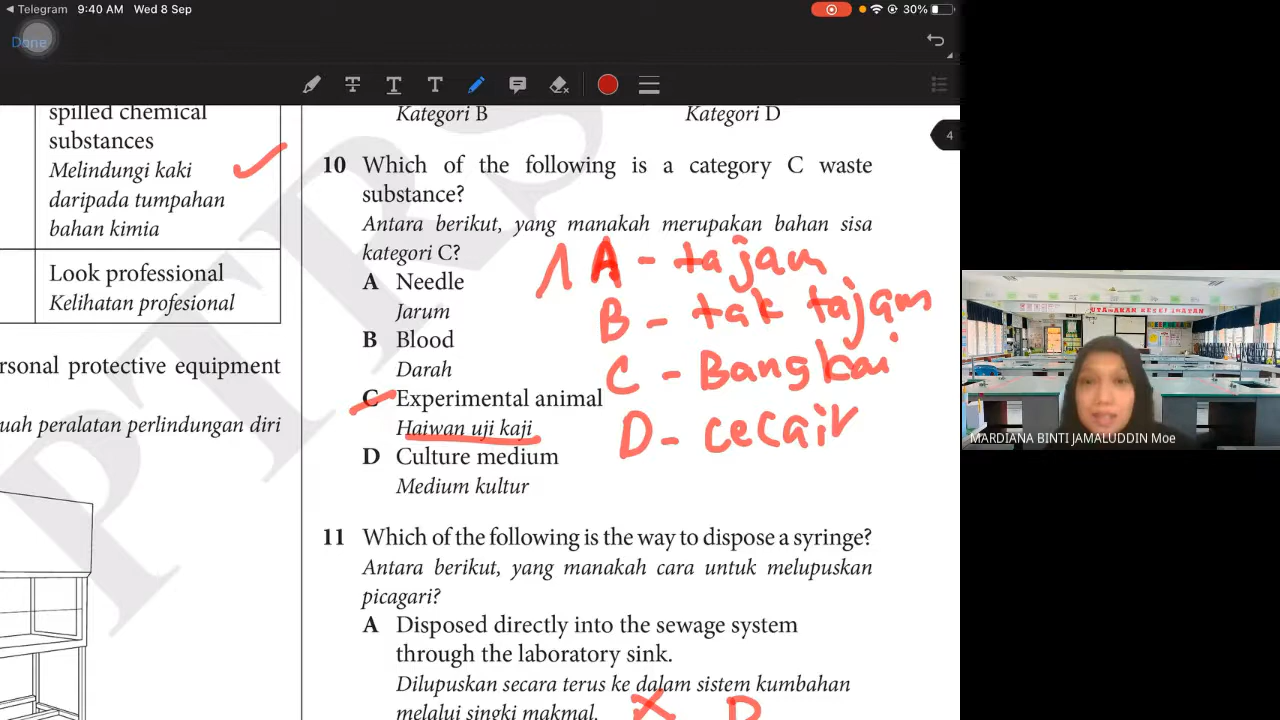 Telegram 9:40 AM Wed 8 Sep 30%
Done
T T T
4
spilled chemical
substances
Melindungi kaki
daripada tumpahan
bahan kimia
Look professional
Kelihatan profesional
rsonal protective equipment
uah peralatan perlindungan diri
Kategori B Kategori D
10 Which of the following is a category C waste
substance?
Antara berikut, yang manakah merupakan bahan sisa
kategori C?
A Needle
Jarum
B Blood
Darah
C Experimental animal
Haiwan uji kaji
D Culture medium
Medium kultur
A - tajam
B - tak tajam
C - Bangkai
D - cecair
11 Which of the following is the way to dispose a syringe?
Antara berikut, yang manakah cara untuk melupuskan
picagari?
A Disposed directly into the sewage system
through the laboratory sink.
Dilupuskan secara terus ke dalam sistem kumbahan
melalui singki makmal.
MARDIANA BINTI JAMALUDDIN Moe